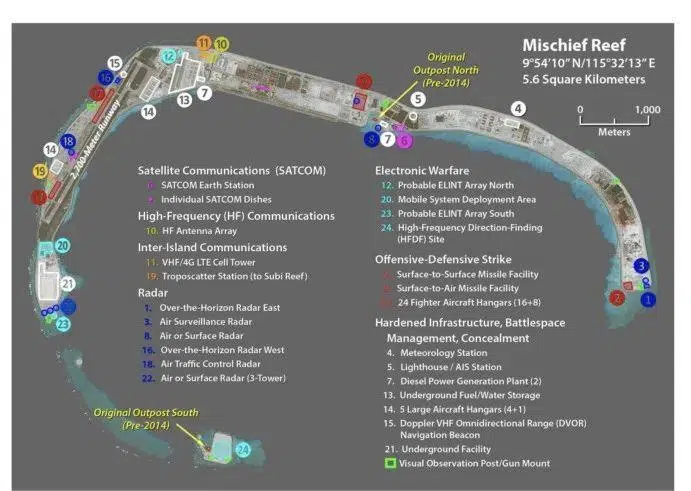 Mischief Reef
9°54'10" N/115°32'13" E
5.6 Square Kilometers
0 1,000
Meters
11
10
12
15
16
14
13
7
Original
Outpost North
(Pre-2014)
5
4
8
7
6
2,700-Meter Runway
18
14
19
20
21
23
3
2
1
Satellite Communications (SATCOM)
SATCOM Earth Station
Individual SATCOM Dishes
High-Frequency (HF) Communications
10. HF Antenna Array
Inter-Island Communications
11. VHF/4G LTE Cell Tower
19. Troposcatter Station (to Subi Reef)
Radar
1. Over-the-Horizon Radar East
3. Air Surveillance Radar
8. Air or Surface Radar
16. Over-the-Horizon Radar West
18. Air Traffic Control Radar
22. Air or Surface Radar (3-Tower)
Electronic Warfare
12. Probable ELINT Array North
20. Mobile System Deployment Area
23. Probable ELINT Array South
24. High-Frequency Direction-Finding
(HFDF) Site
Offensive-Defensive Strike
Surface-to-Surface Missile Facility
Surface-to-Air Missile Facility
24 Fighter Aircraft Hangars (16+8)
Hardened Infrastructure, Battlespace
Management, Concealment
4. Meteorology Station
5. Lighthouse / AIS Station
7. Diesel Power Generation Plant (2)
13. Underground Fuel/Water Storage
14. 5 Large Aircraft Hangars (4+1)
15. Doppler VHF Omnidirectional Range (DVOR)
Navigation Beacon
21. Underground Facility
Visual Observation Post/Gun Mount
Original Outpost South
(Pre-2014)
24